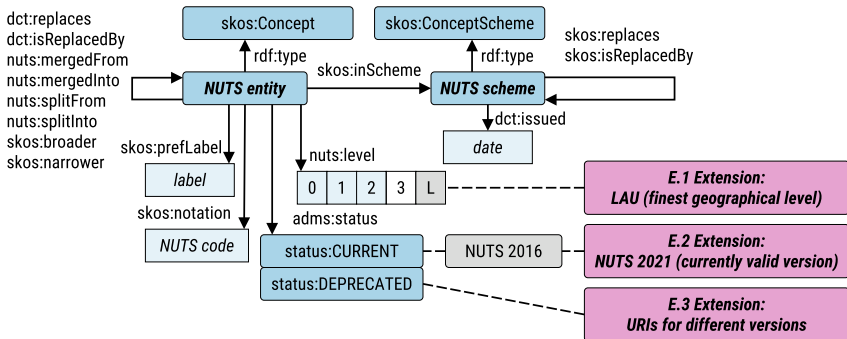 dct:replaces
dct:isReplacedBy
nuts:mergedFrom
nuts:mergedInto
nuts:splitFrom
nuts:splitInto
skos:broader
skos:narrower
skos:Concept
skos:ConceptScheme
rdf:type
rdf:type
skos:replaces
skos:isReplacedBy
NUTS entity
skos:inScheme
NUTS scheme
dct:issued
date
skos:prefLabel
label
nuts:level
0 1 2 3 L
E.1 Extension:
LAU (finest geographical level)
skos:notation
NUTS code
adms:status
status:CURRENT
NUTS 2016
E.2 Extension:
NUTS 2021 (currently valid version)
status:DEPRECATED
E.3 Extension:
URIs for different versions